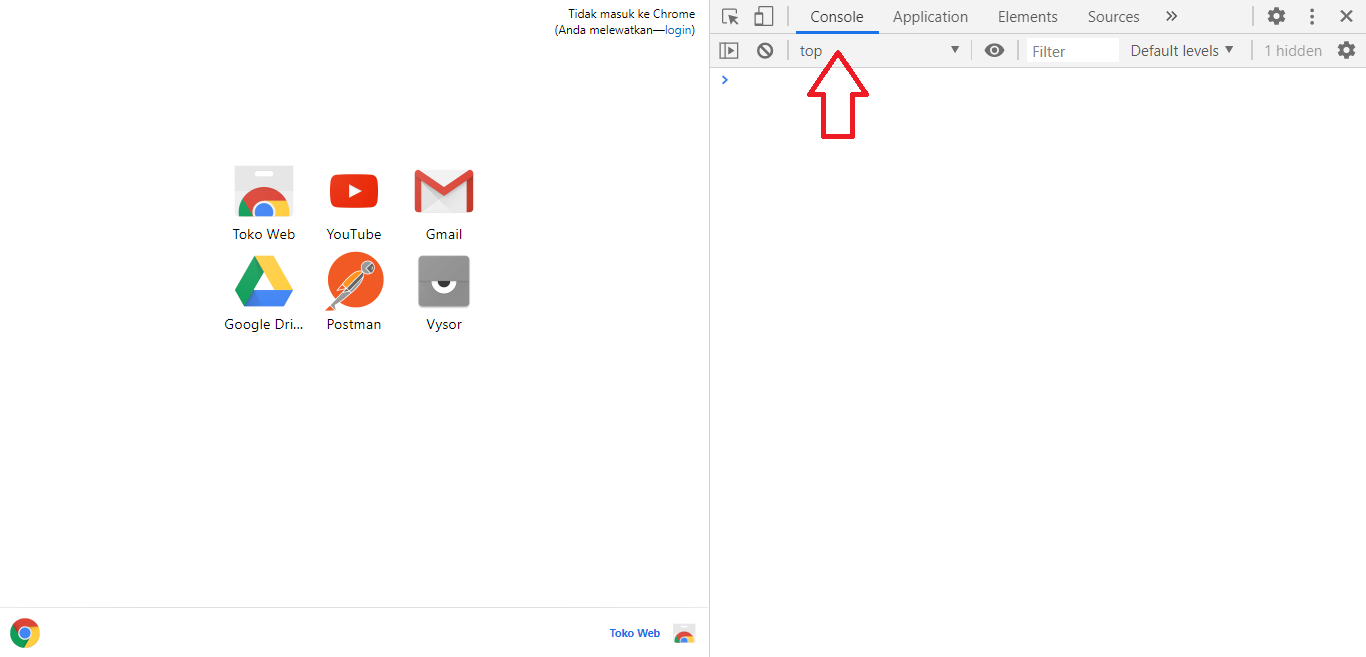 Tidak masuk ke Chrome
(Anda melewatkan—login)
Toko Web
YouTube
Gmail
Google Dri...
Postman
Vysor
Toko Web
Console Application Elements Sources
top Filter Default levels 1 hidden